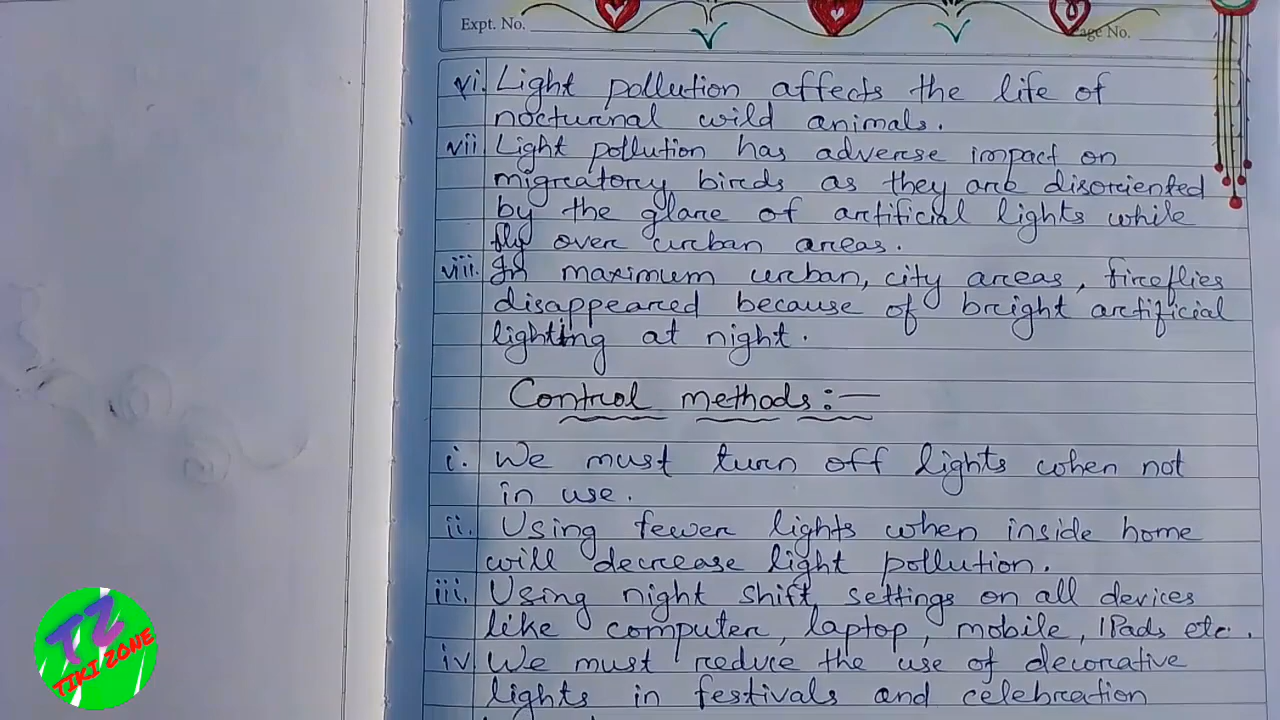 Expt. No.
Page No.
vi. Light pollution affects the life of
nocturnal wild animals.
vii Light pollution has adverse impact on
migreatory birds as they are disoriented
by the glare of artificial lights while
fly over urban areas.
viii. In maximum urban, city areas, fireflies
disappeared because of bright artificial
lighting at night.
Control methods:—
i. We must turn off lights when not
in use.
ii. Using fewer lights when inside home
will decrease light pollution.
iii. Using night shift settings on all devices
like computer, laptop, mobile, IPads etc.
iv We must reduce the use of decorative
lights in festivals and celebration
TZ
TIKI ZONE